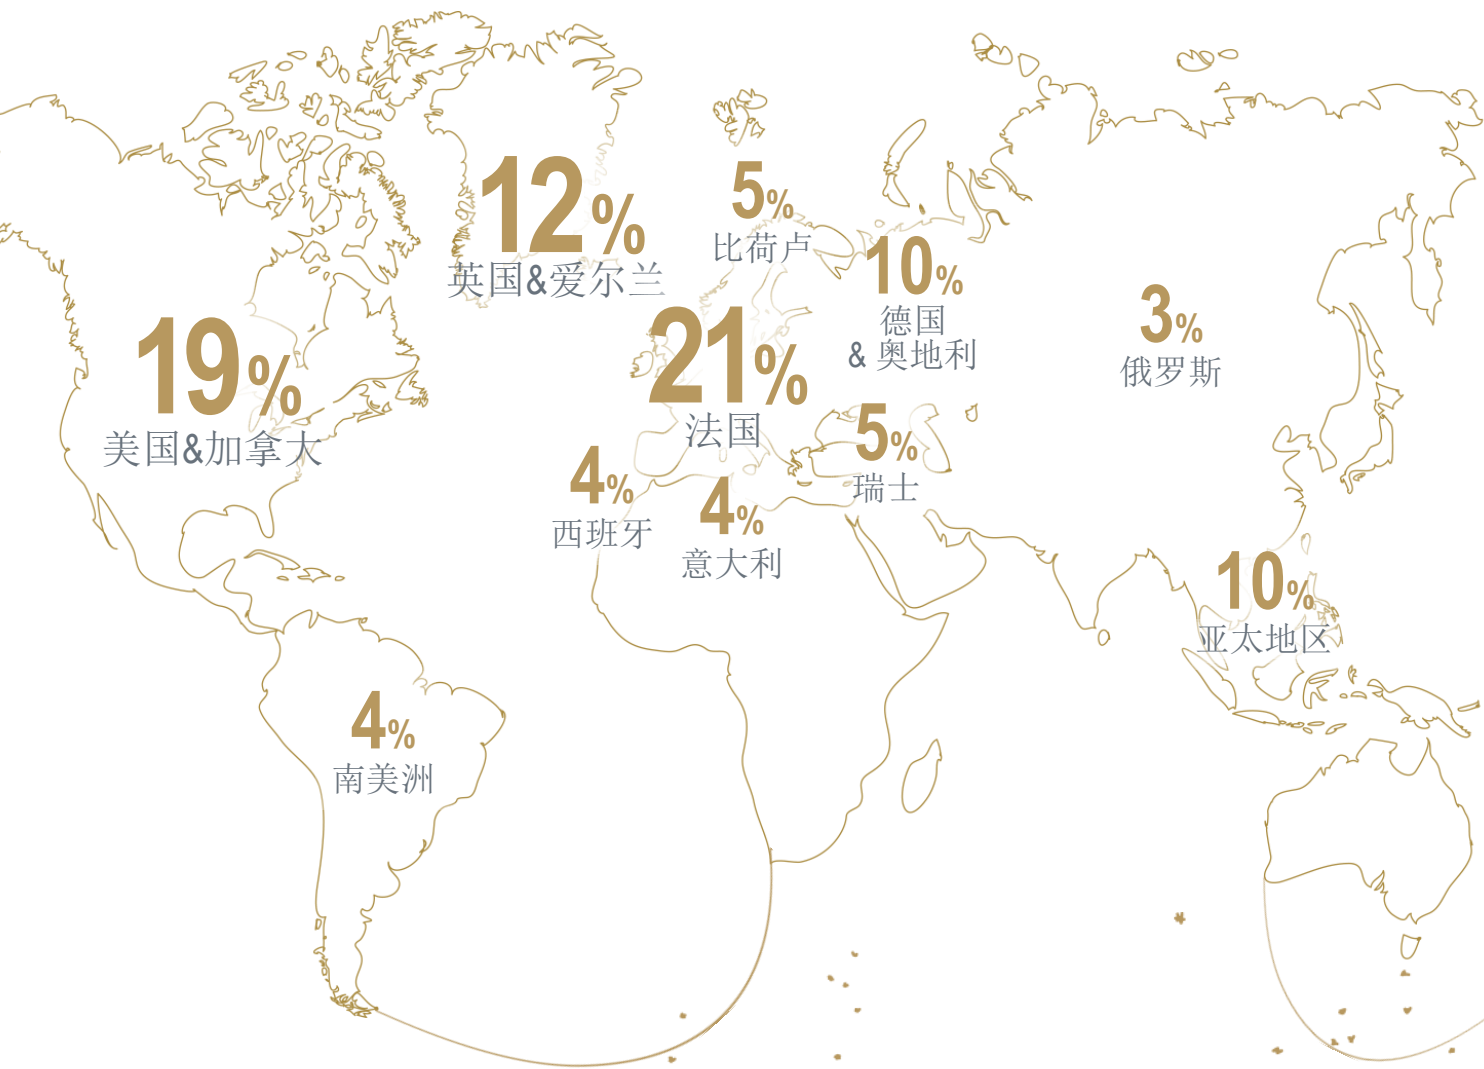 12%
英国&爱尔兰
5%
比荷卢
10%
德国
& 奥地利
19%
美国&加拿大
21%
法国
3%
俄罗斯
5%
瑞士
4%
西班牙
4%
意大利
10%
亚太地区
4%
南美洲